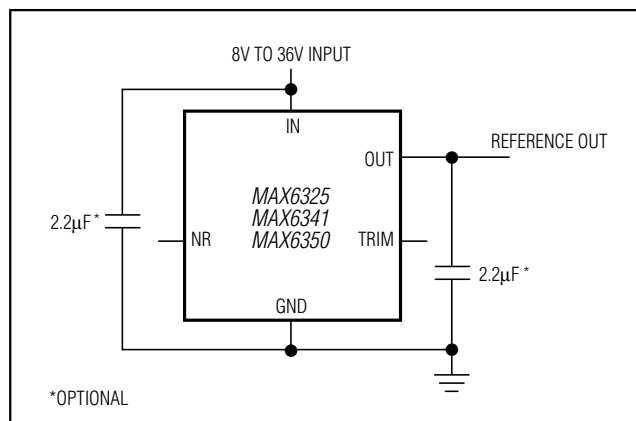 8V TO 36V INPUT
IN
OUT
REFERENCE OUT
MAX6325
MAX6341
MAX6350
2.2μF*
NR
TRIM
2.2μF*
GND
*OPTIONAL